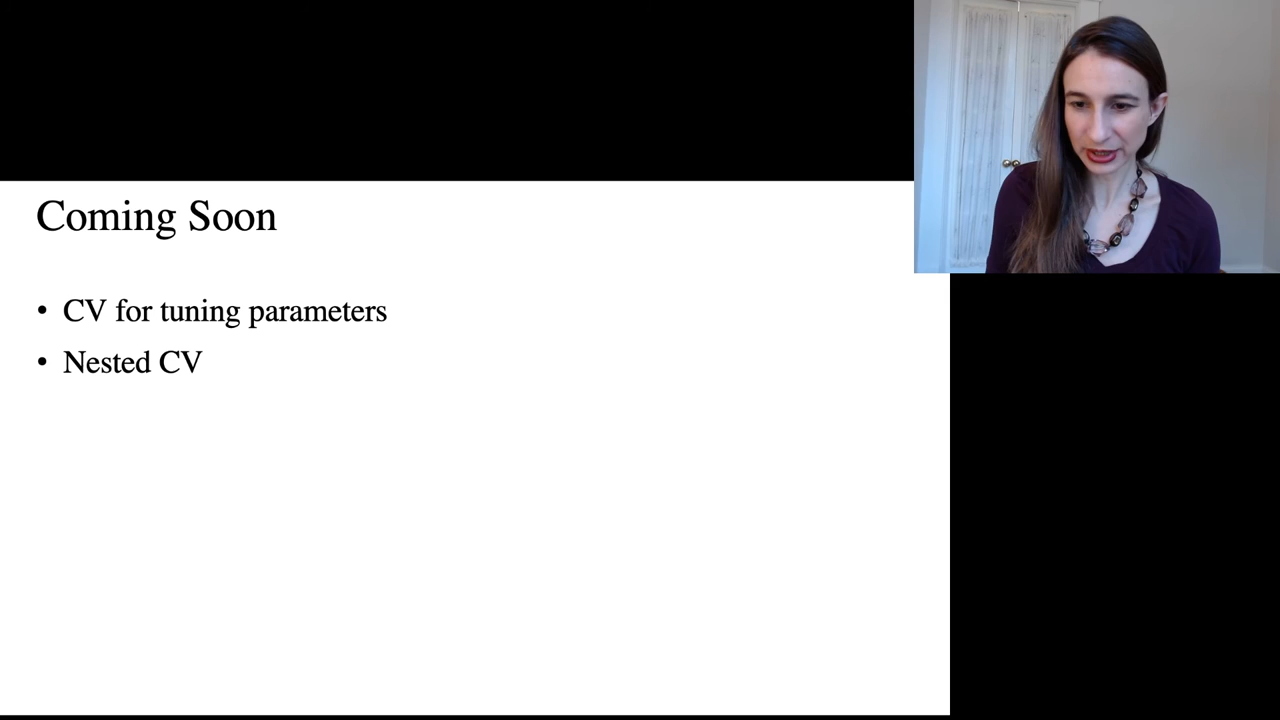 Coming Soon
• CV for tuning parameters
• Nested CV